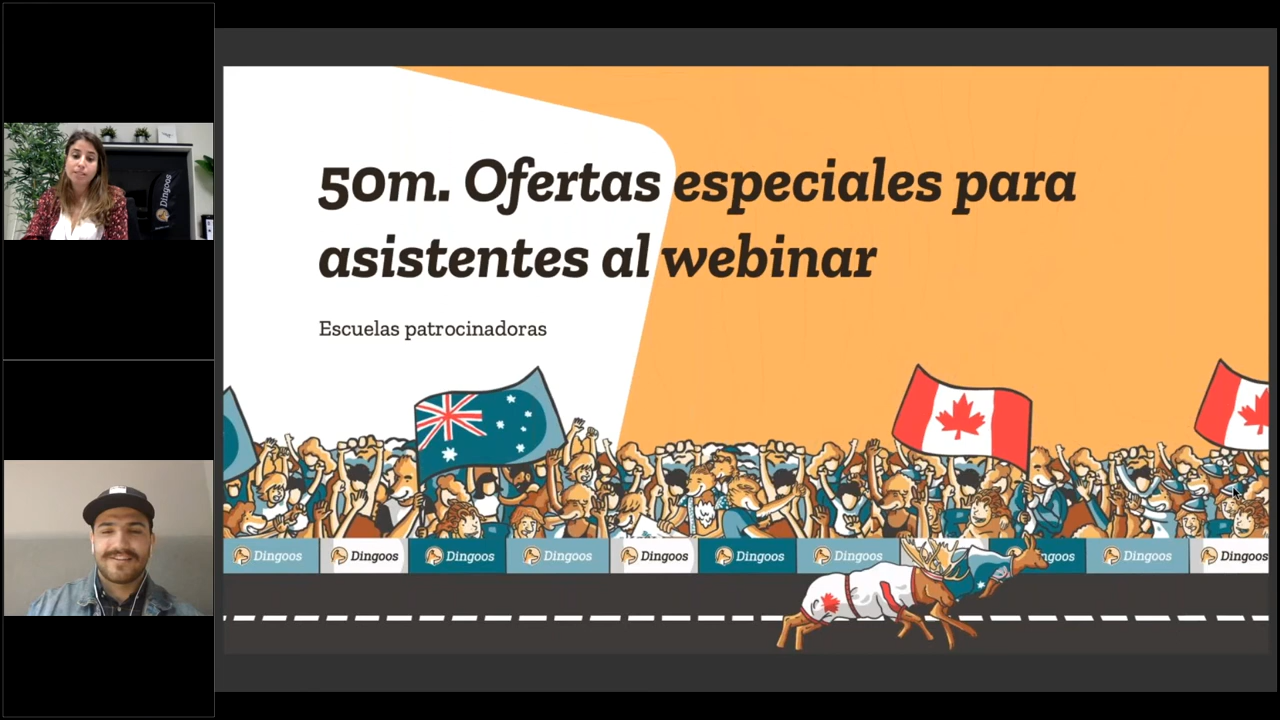 Dingoos
50m. Ofertas especiales para
asistentes al webinar
Escuelas patrocinadoras
Dingoos
Dingoos
Dingoos
Dingoos
Dingoos
Dingoos
Dingoos
ngoos
Dingoos
Dingoos